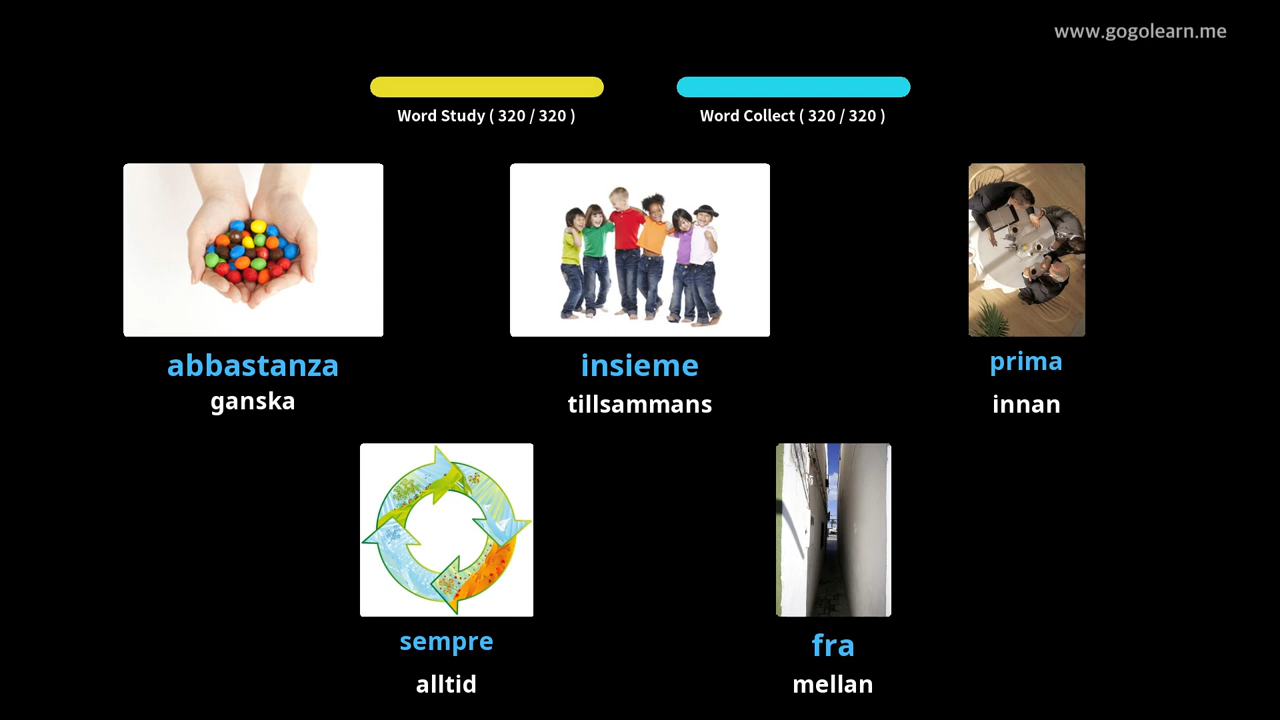 www.gogolearn.me
Word Study ( 320 / 320 )
Word Collect ( 320 / 320 )
abbastanza
ganska
insieme
tillsammans
prima
innan
sempre
alltid
fra
mellan